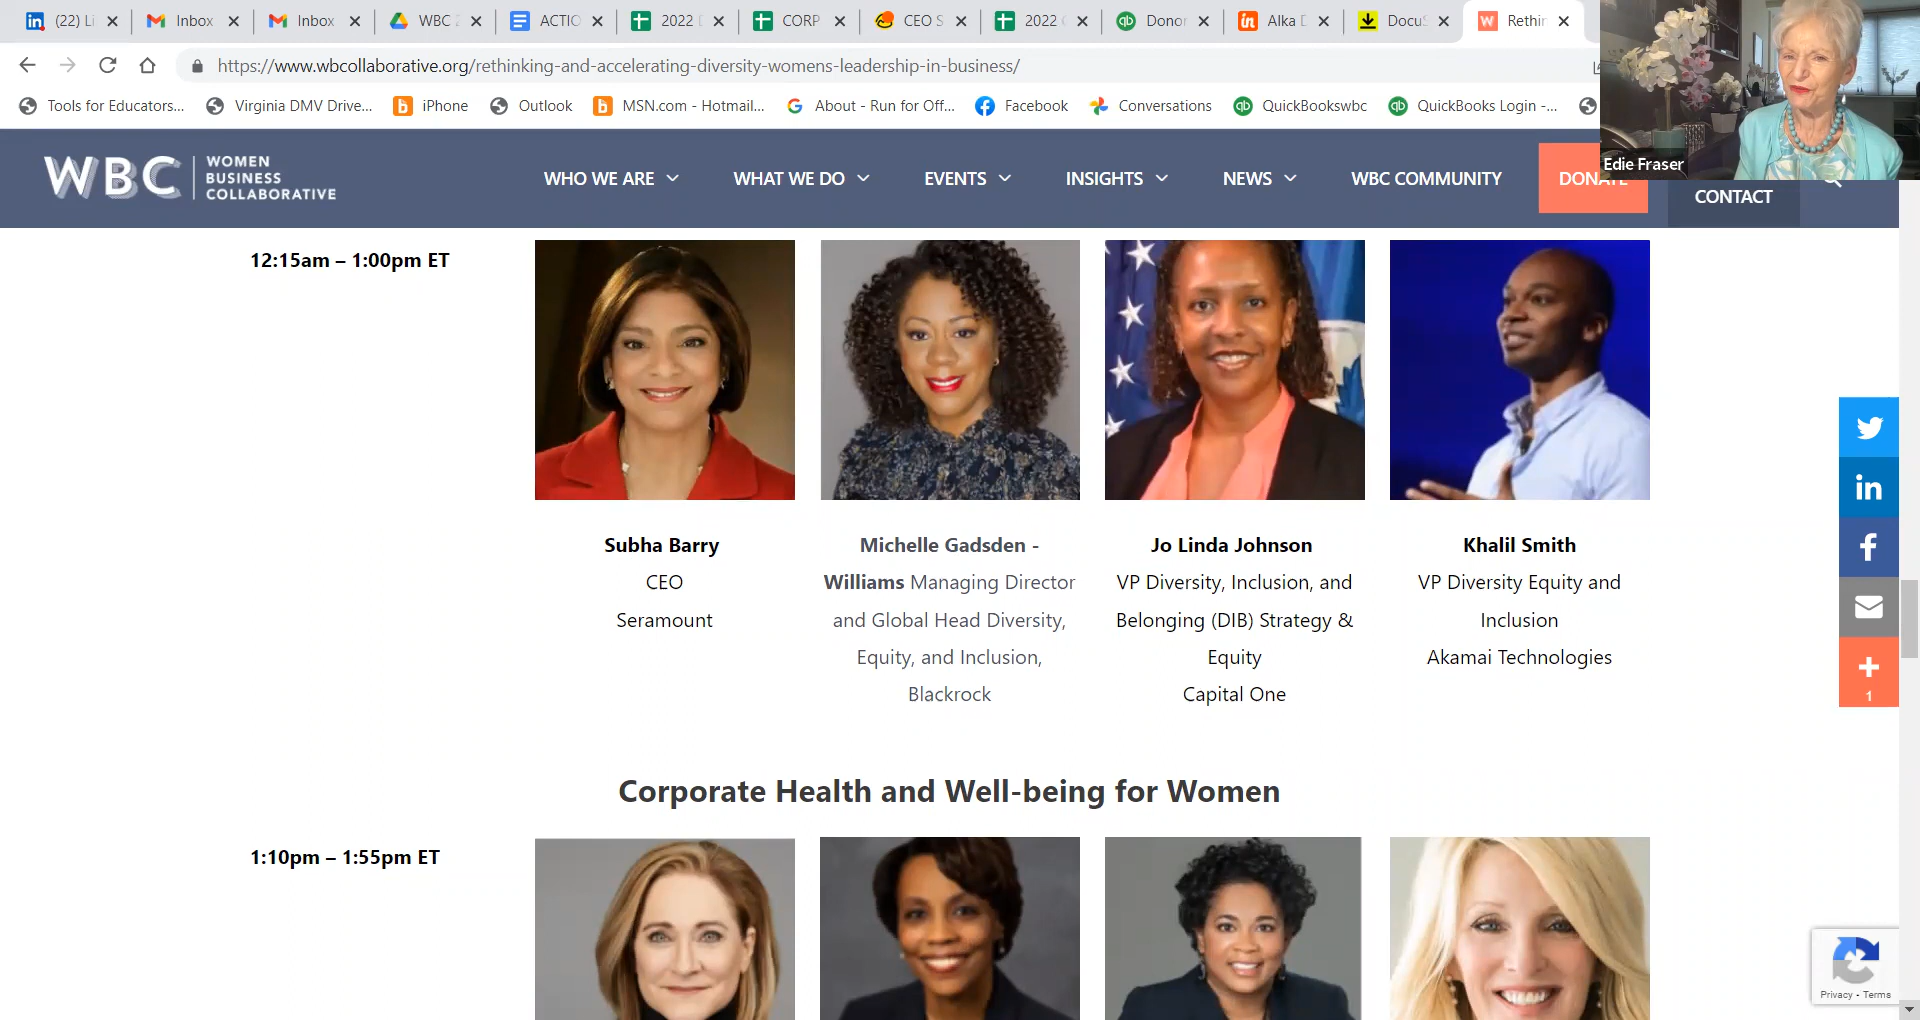 (22) Li
Inbox
Inbox
WBC 2
ACTIO
2022
CORP
CEO S
2022
Donor
Alka D
DocuS
Rethin
https://www.wbcollaborative.org/rethinking-and-accelerating-diversity-womens-leadership-in-business/
Tools for Educators...
Virginia DMV Drive...
iPhone
Outlook
MSN.com - Hotmail...
About - Run for Off...
Facebook
Conversations
QuickBookswbc
QuickBooks Login -...
Edie Fraser
WBC
WOMEN
BUSINESS
COLLABORATIVE
WHO WE ARE
WHAT WE DO
EVENTS
INSIGHTS
NEWS
WBC COMMUNITY
DONATE
CONTACT
12:15am – 1:00pm ET
Subha Barry
CEO
Seramount
Michelle Gadsden -
Williams Managing Director
and Global Head Diversity,
Equity, and Inclusion,
Blackrock
Jo Linda Johnson
VP Diversity, Inclusion, and
Belonging (DIB) Strategy &
Equity
Capital One
Khalil Smith
VP Diversity Equity and
Inclusion
Akamai Technologies
1
Corporate Health and Well-being for Women
1:10pm – 1:55pm ET
Privacy - Terms